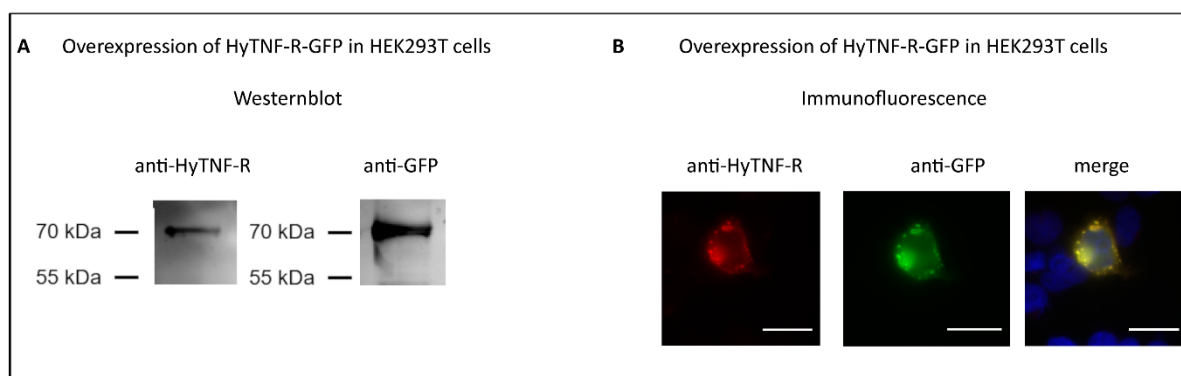 A Overexpression of HyTNF-R-GFP in HEK293T cells
Westernblot
anti-HyTNF-R anti-GFP
70 kDa 70 kDa
55 kDa 55 kDa
B Overexpression of HyTNF-R-GFP in HEK293T cells
Immunofluorescence
anti-HyTNF-R anti-GFP merge